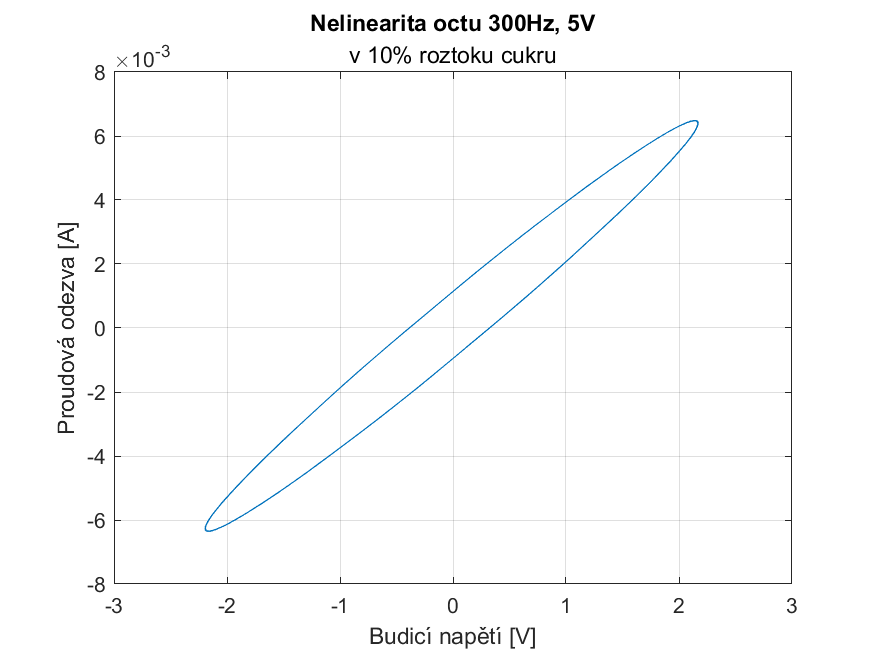 Nelinearita octu 300Hz, 5V
v 10% roztoku cukru
×10⁻³
8
6
4
2
0
-2
-4
-6
-8
Proudová odezva [A]
-3 -2 -1 0 1 2 3
Budicí napětí [V]